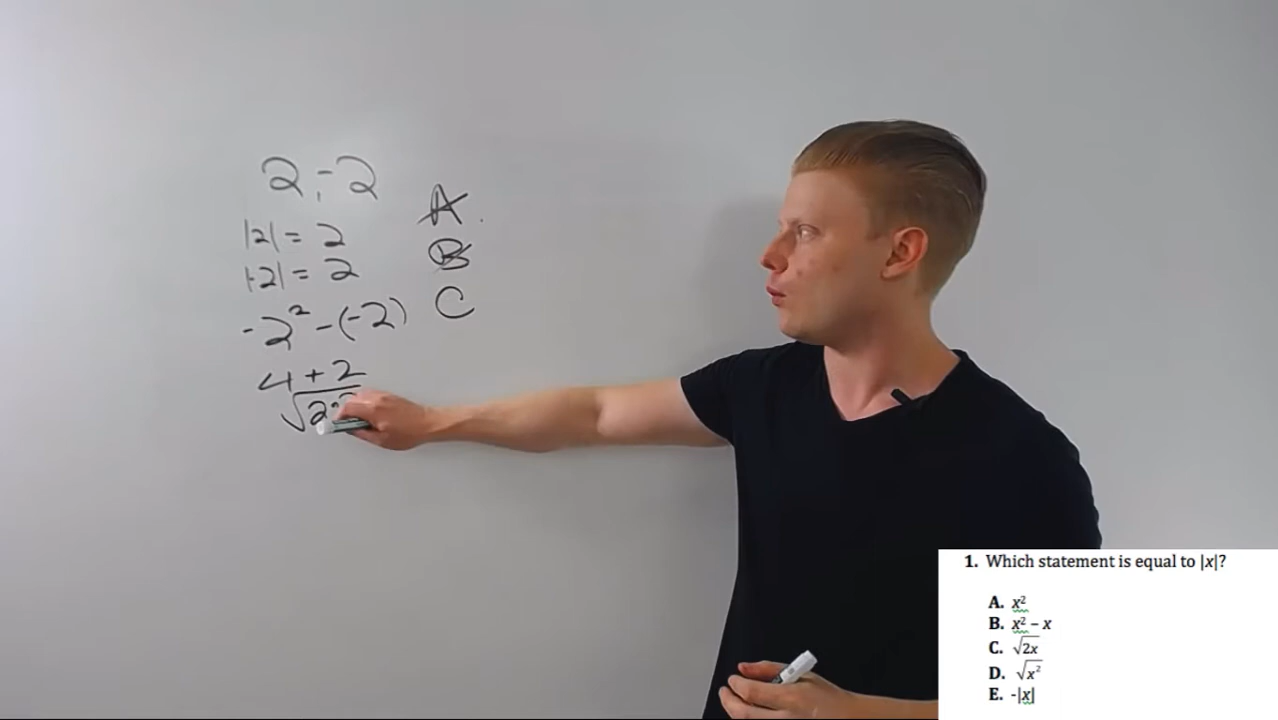 2, -2
|2| = 2
|-2| = 2
-2² - (-2)
4 + 2
√2·
A.
B
C
1. Which statement is equal to |x|?
A. x²
B. x² – x
C. √2x
D. √x²
E. -|x|